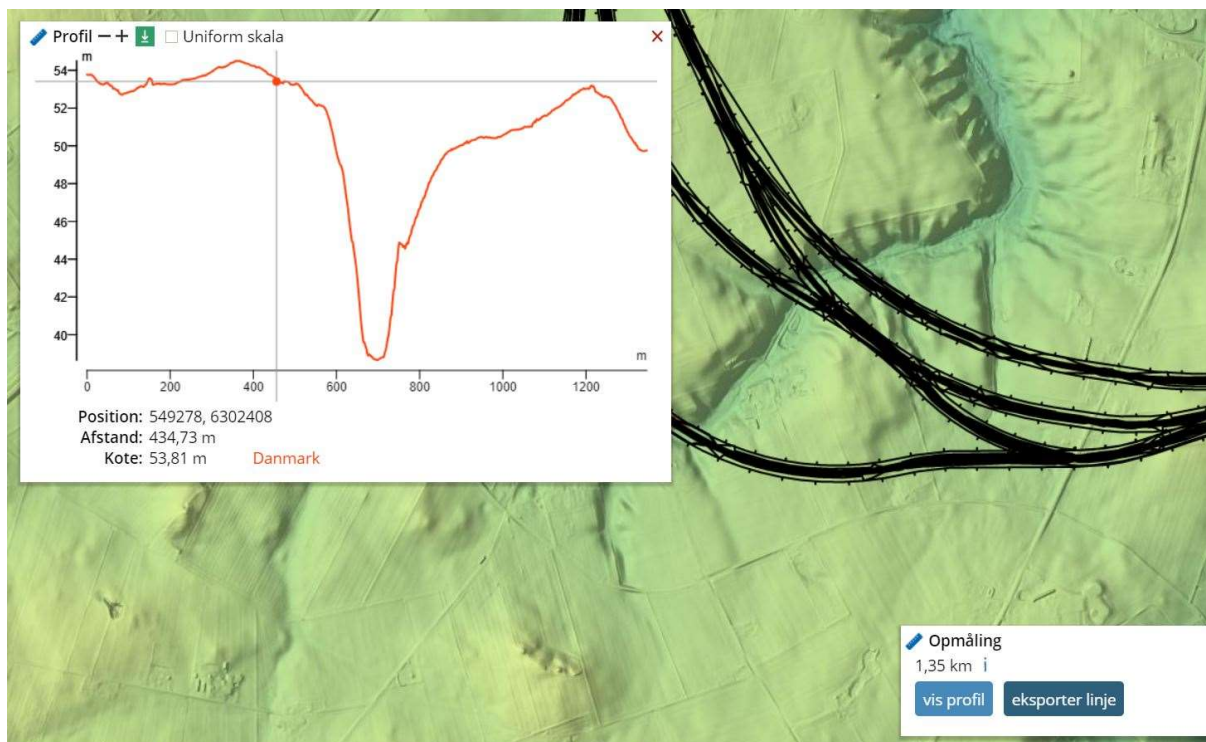 Profil − + Uniform skala ×
m
54
52
50
48
46
44
42
40
m
0 200 400 600 800 1000 1200
Position: 549278, 6302408
Afstand: 434,73 m
Kote: 53,81 m Danmark
Opmåling
1,35 km i
vis profil eksporter linje